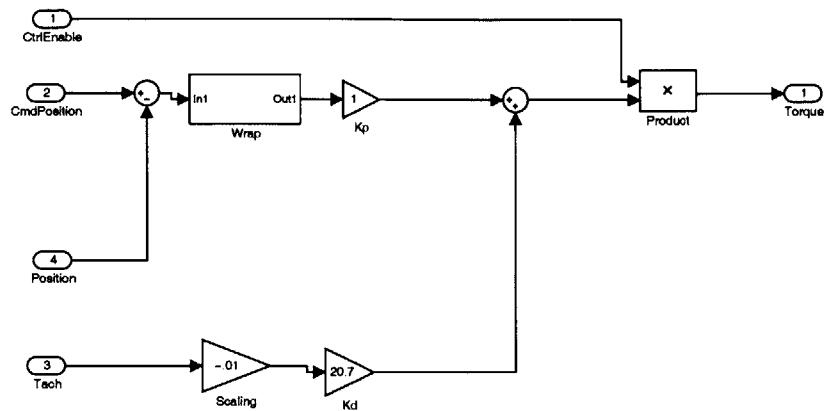 1
CtrlEnable
2
CmdPosition
+
−
In1
Out1
Wrap
1
Kp
+
+
×
Product
1
Torque
4
Position
3
Tach
-.01
Scaling
20.7
Kd